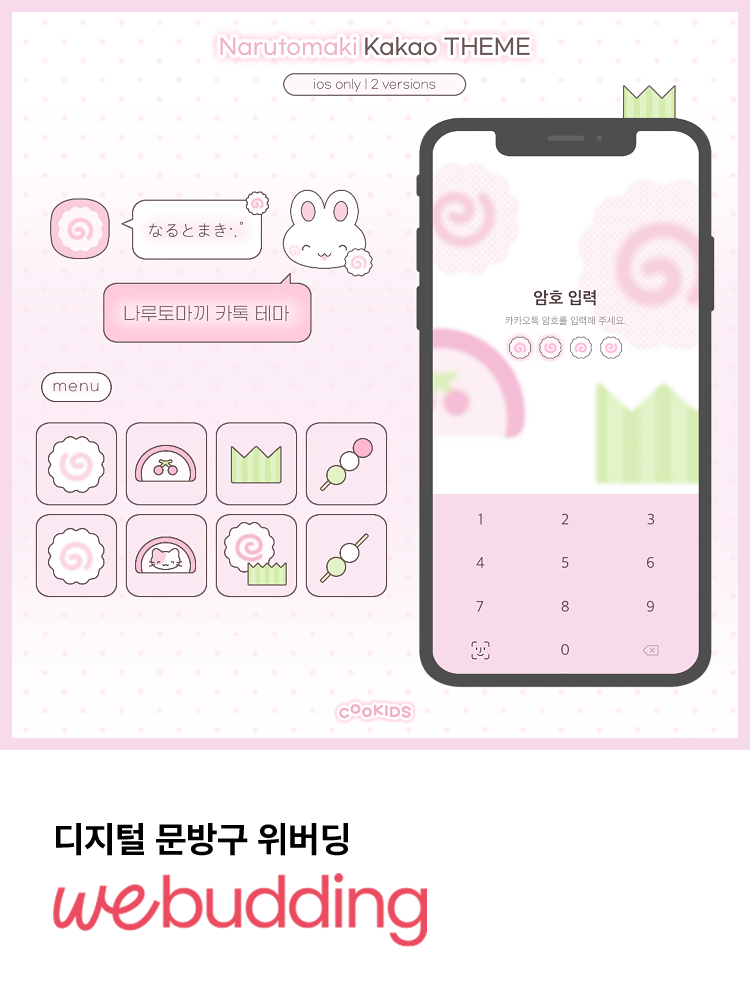 Narutomaki Kakao THEME
ios only | 2 versions
なるとまき·.˚
나루토마끼 카톡 테마
menu
암호 입력
카카오톡 암호를 입력해 주세요.
1 2 3
4 5 6
7 8 9
0
COOKIDS
디지털 문방구 위버딩
webudding